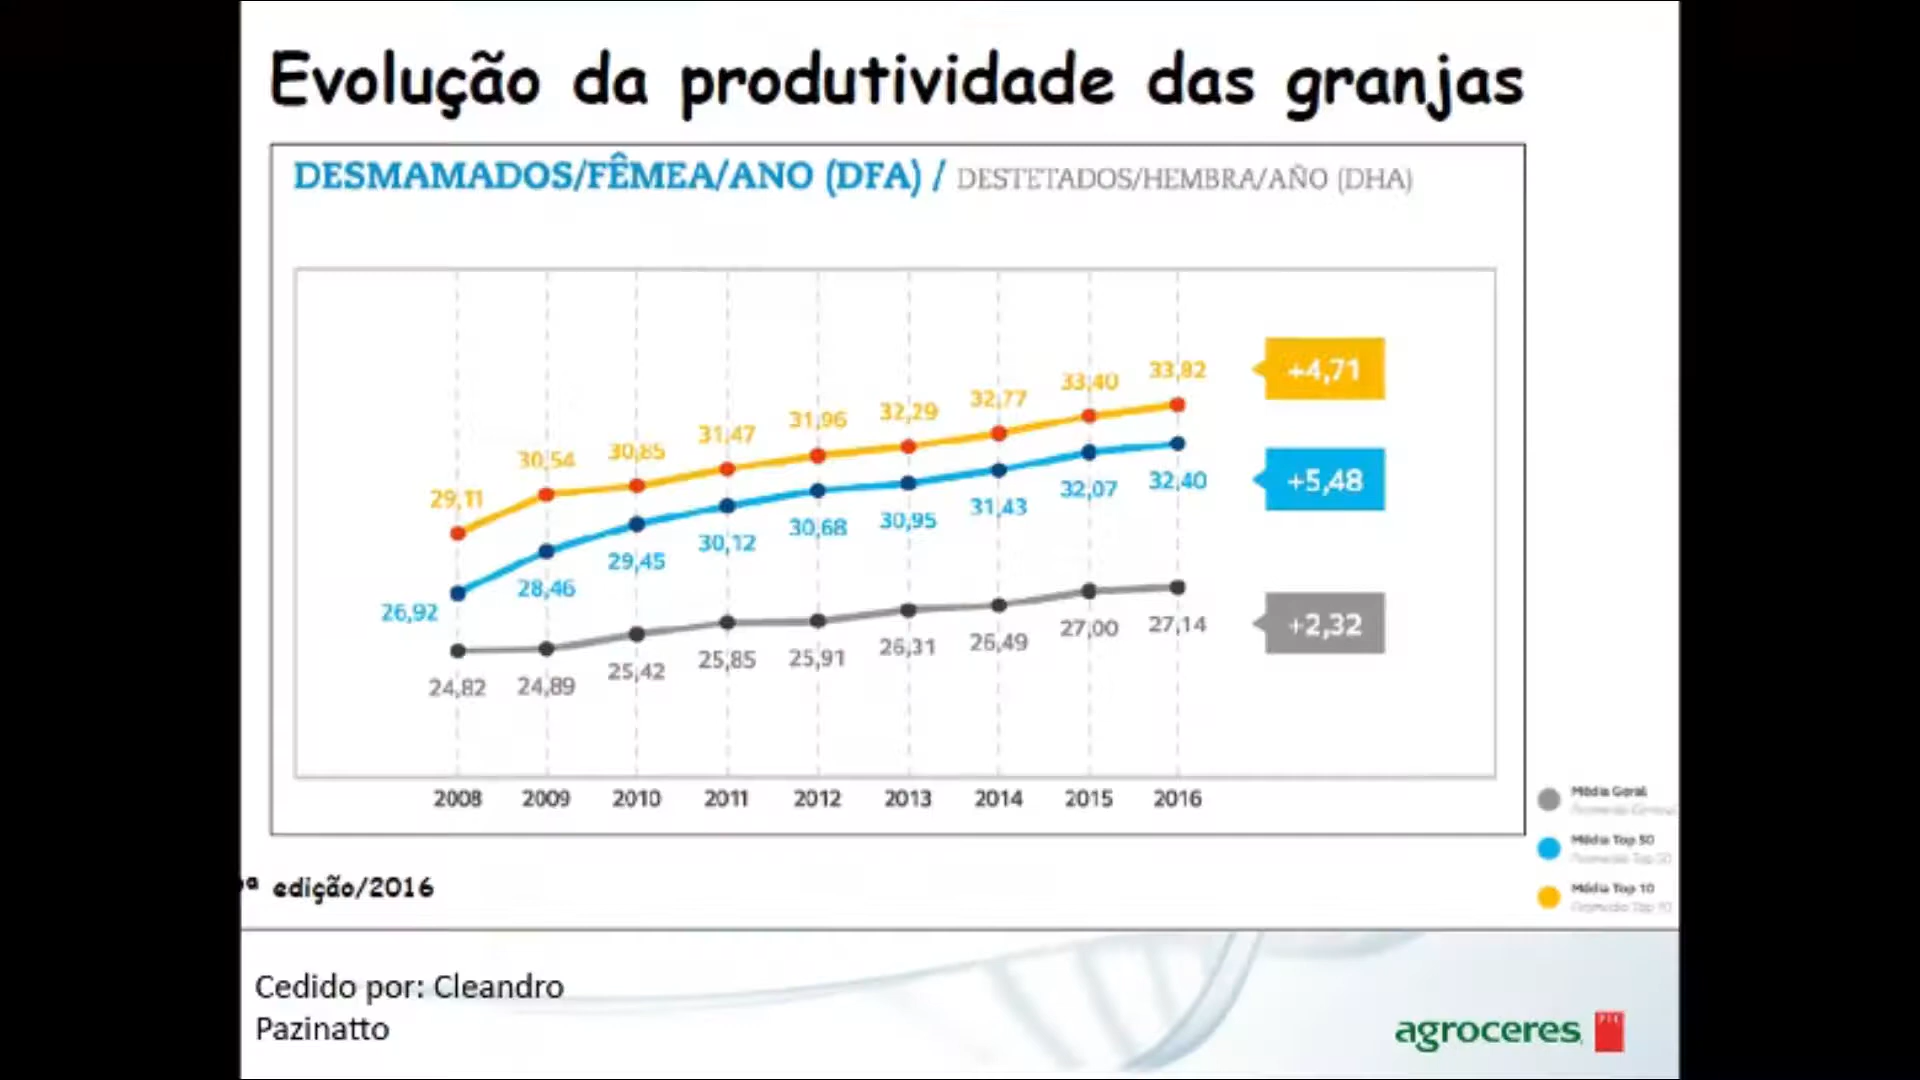 Evolução da produtividade das granjas
DESMAMADOS/FÊMEA/ANO (DFA) / DESTETADOS/HEMBRA/AÑO (DHA)
29,11 30,54 30,85 31,47 31,96 32,29 32,77 33,40 33,82 +4,71
26,92 28,46 29,45 30,12 30,68 30,95 31,43 32,07 32,40 +5,48
24,82 24,89 25,42 25,85 25,91 26,31 26,49 27,00 27,14 +2,32
2008 2009 2010 2011 2012 2013 2014 2015 2016
Média Geral
Média Top 50
Média Top 10
ª edição/2016
Cedido por: Cleandro
Pazinatto
agroceres PIC